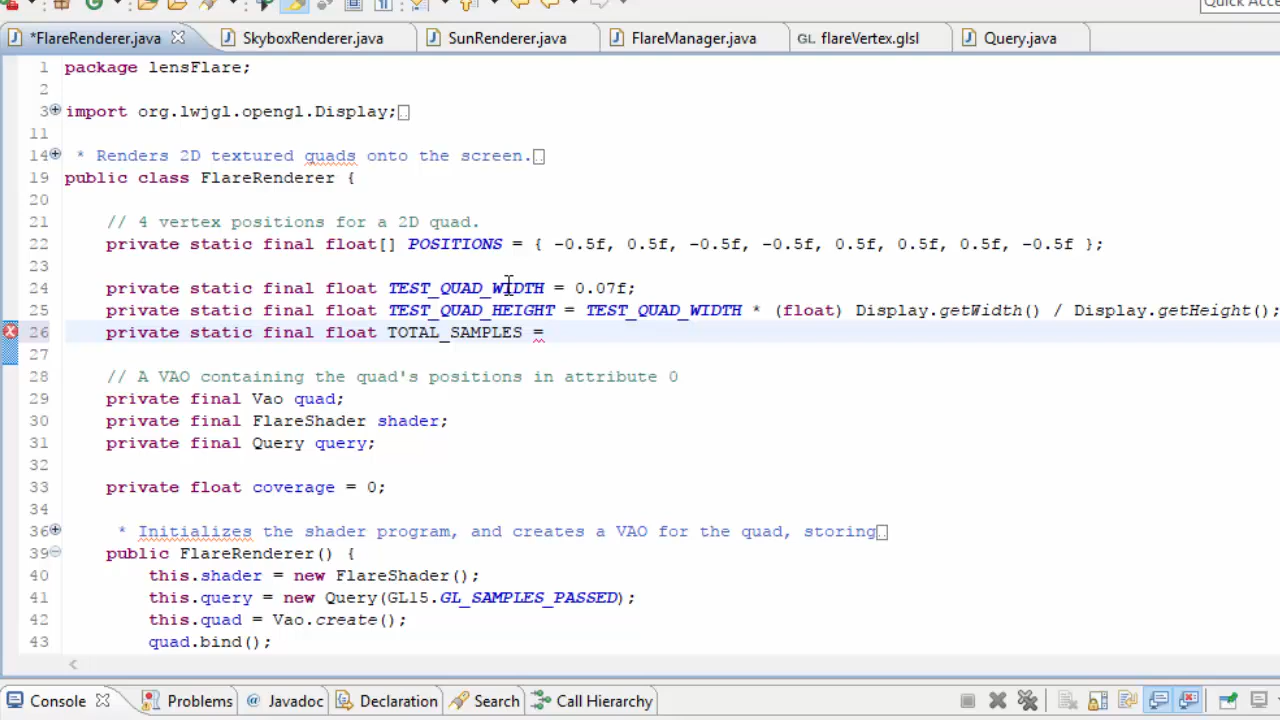 Quick Acce
*FlareRenderer.java SkyboxRenderer.java SunRenderer.java FlareManager.java GL flareVertex.glsl Query.java
1 package lensFlare;
2
3 import org.lwjgl.opengl.Display;
11
14 * Renders 2D textured quads onto the screen.
19 public class FlareRenderer {
20
21 // 4 vertex positions for a 2D quad.
22 private static final float[] POSITIONS = { -0.5f, 0.5f, -0.5f, -0.5f, 0.5f, 0.5f, 0.5f, -0.5f };
23
24 private static final float TEST_QUAD_WIDTH = 0.07f;
25 private static final float TEST_QUAD_HEIGHT = TEST_QUAD_WIDTH * (float) Display.getWidth() / Display.getHeight();
26 private static final float TOTAL_SAMPLES =
27
28 // A VAO containing the quad's positions in attribute 0
29 private final Vao quad;
30 private final FlareShader shader;
31 private final Query query;
32
33 private float coverage = 0;
34
36 * Initializes the shader program, and creates a VAO for the quad, storing
39 public FlareRenderer() {
40 this.shader = new FlareShader();
41 this.query = new Query(GL15.GL_SAMPLES_PASSED);
42 this.quad = Vao.create();
43 quad.bind();
Console Problems @ Javadoc Declaration Search Call Hierarchy